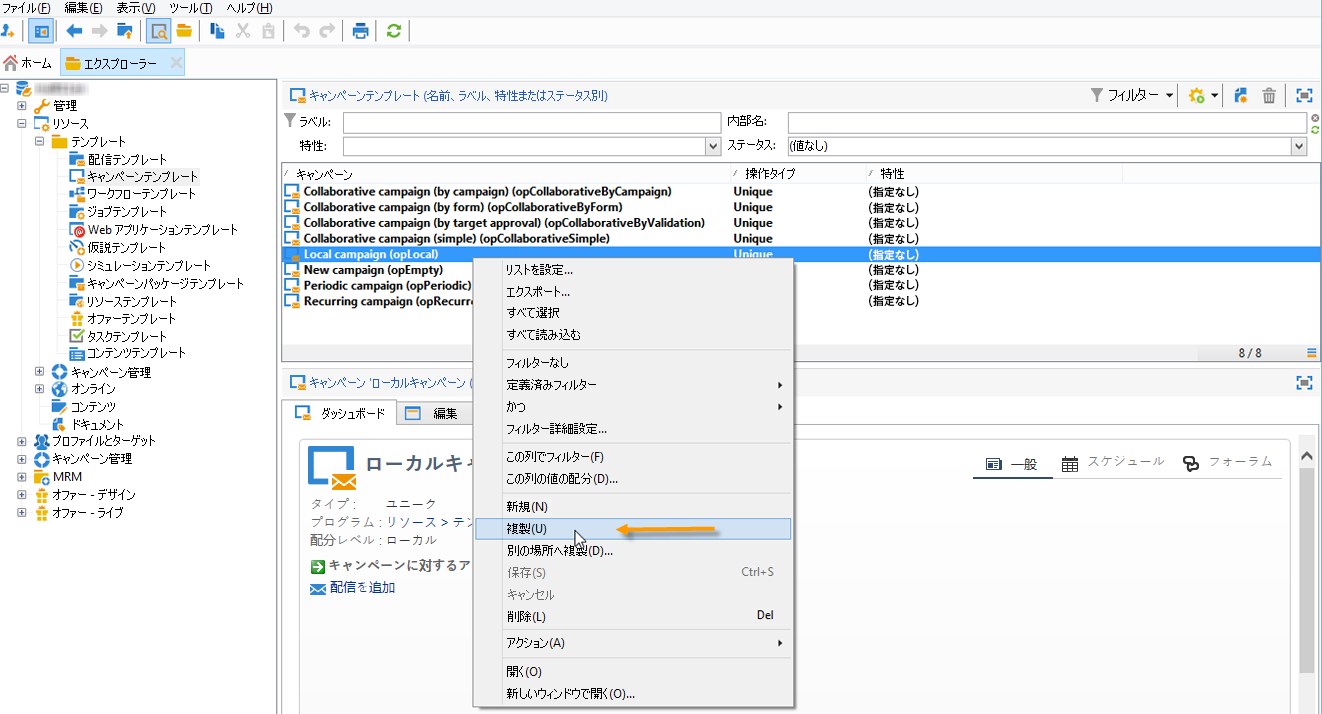 ファイル(F) 編集(E) 表示(V) ツール(T) ヘルプ(H)
ホーム エクスプローラー
管理
リソース
テンプレート
配信テンプレート
キャンペーンテンプレート
ワークフローテンプレート
ジョブテンプレート
Web アプリケーションテンプレート
仮説テンプレート
シミュレーションテンプレート
キャンペーンパッケージテンプレート
リソーステンプレート
オファーテンプレート
タスクテンプレート
コンテンツテンプレート
キャンペーン管理
オンライン
コンテンツ
ドキュメント
プロファイルとターゲット
キャンペーン管理
MRM
オファー - デザイン
オファー - ライブ
キャンペーンテンプレート (名前、ラベル、特性またはステータス別) フィルター
ラベル: 内部名:
特性: ステータス: (値なし)
キャンペーン 操作タイプ 特性
Collaborative campaign (by campaign) (opCollaborativeByCampaign) Unique (指定なし)
Collaborative campaign (by form) (opCollaborativeByForm) Unique (指定なし)
Collaborative campaign (by target approval) (opCollaborativeByValidation) Unique (指定なし)
Collaborative campaign (simple) (opCollaborativeSimple) Unique (指定なし)
Local campaign (opLocal) Unique (指定なし)
New campaign (opEmpty) (指定なし)
Periodic campaign (opPeriodic) (指定なし)
Recurring campaign (opRecurre (指定なし)
8 / 8
キャンペーン 'ローカルキャンペーン (
ダッシュボード 編集
ローカルキャ
一般 スケジュール フォーラム
タイプ : ユニーク
プログラム : リソース > テン
配分レベル : ローカル
キャンペーンに対するア
配信を追加
リストを設定...
エクスポート...
すべて選択
すべて読み込む
フィルターなし
定義済みフィルター
かつ
フィルター詳細設定...
この列でフィルター(F)
この列の値の配分(D)...
新規(N)
複製(U)
別の場所へ複製(D)...
保存(S) Ctrl+S
キャンセル
削除(L) Del
アクション(A)
開く(O)
新しいウィンドウで開く(O)...